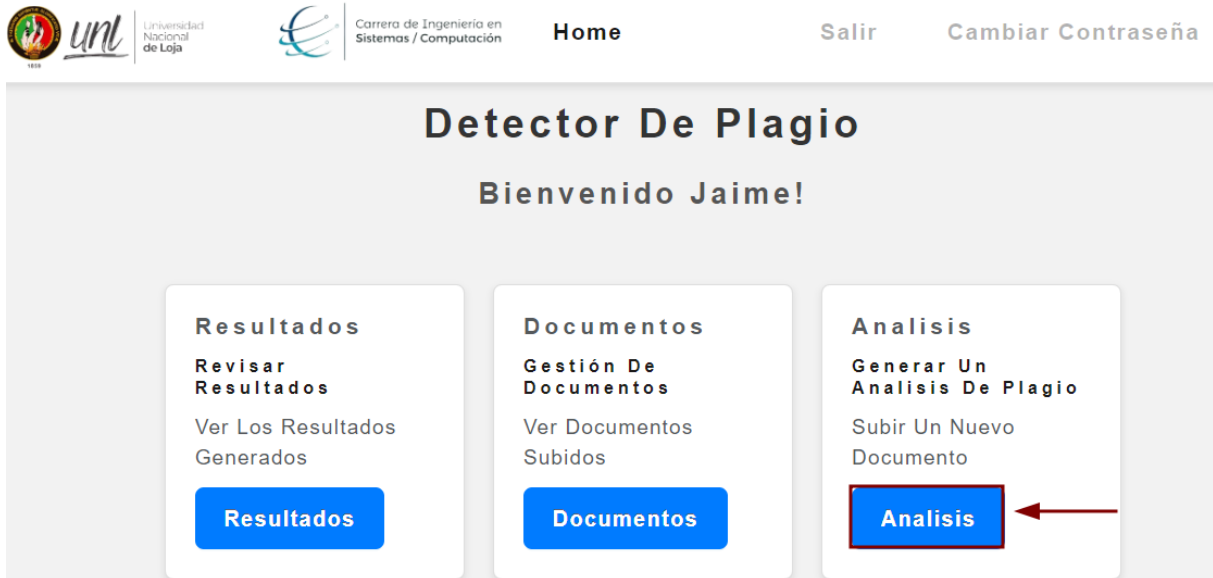 unl
Universidad
Nacional
de Loja
1859
Carrera de Ingeniería en
Sistemas / Computación
Home
Salir
Cambiar Contraseña
Detector De Plagio
Bienvenido Jaime!
Resultados
Revisar
Resultados
Ver Los Resultados
Generados
Resultados
Documentos
Gestión De
Documentos
Ver Documentos
Subidos
Documentos
Analisis
Generar Un
Analisis De Plagio
Subir Un Nuevo
Documento
Analisis